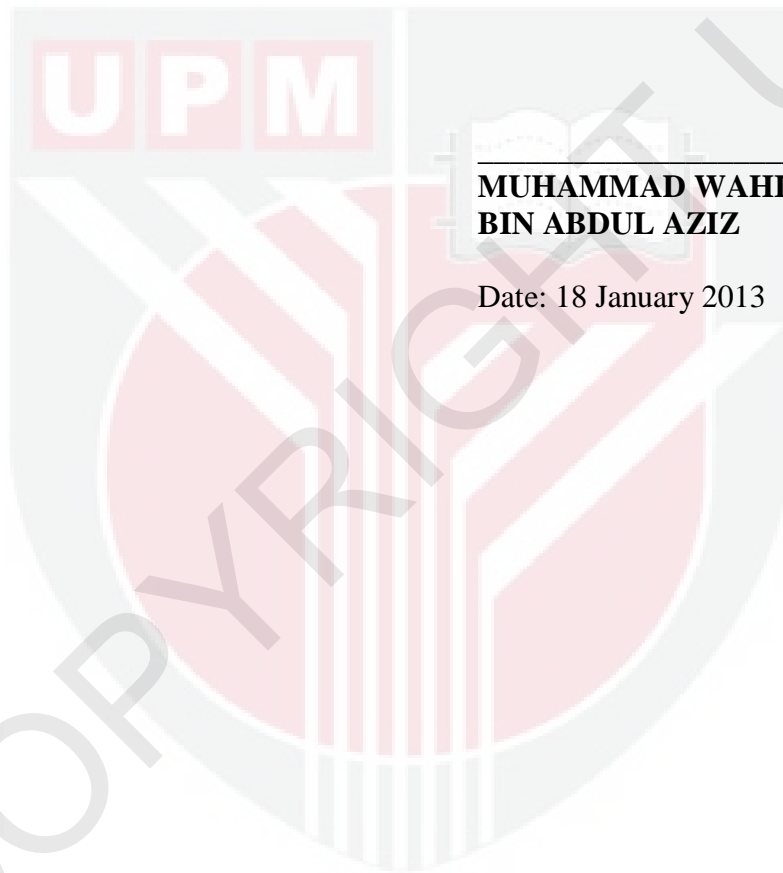 UPM
MUHAMMAD WAHI
BIN ABDUL AZIZ
Date: 18 January 2013
COPYRIGHT U